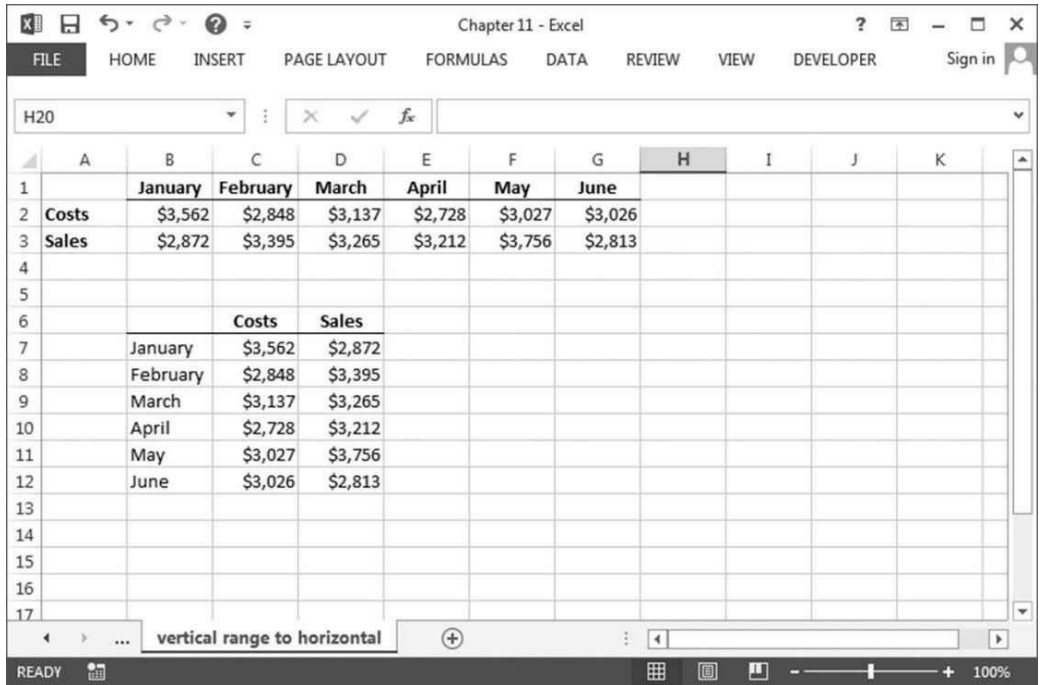 Chapter 11 - Excel ?
FILE HOME INSERT PAGE LAYOUT FORMULAS DATA REVIEW VIEW DEVELOPER Sign in
H20 fx
A B C D E F G H I J K
1 January February March April May June
2 Costs $3,562 $2,848 $3,137 $2,728 $3,027 $3,026
3 Sales $2,872 $3,395 $3,265 $3,212 $3,756 $2,813
4
5
6 Costs Sales
7 January $3,562 $2,872
8 February $2,848 $3,395
9 March $3,137 $3,265
10 April $2,728 $3,212
11 May $3,027 $3,756
12 June $3,026 $2,813
13
14
15
16
17
... vertical range to horizontal
READY 100%